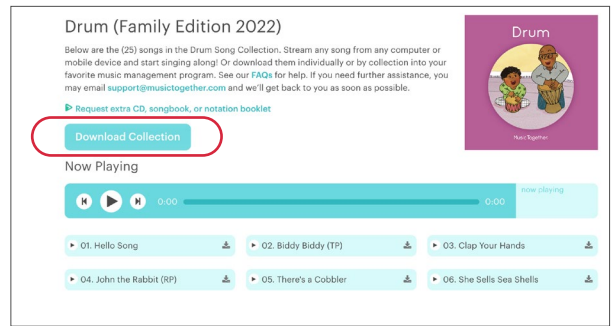 Drum (Family Edition 2022)
Below are the (25) songs in the Drum Song Collection. Stream any song from any computer or
mobile device and start singing along! Or download them individually or by collection into your
favorite music management program. See our FAQs for help. If you need further assistance, you
may email support@musictogether.com and we'll get back to you as soon as possible.
Request extra CD, songbook, or notation booklet
Download Collection
Drum
Music Together
Now Playing
0:00
0:00
now playing
01. Hello Song
02. Biddy Biddy (TP)
03. Clap Your Hands
04. John the Rabbit (RP)
05. There's a Cobbler
06. She Sells Sea Shells